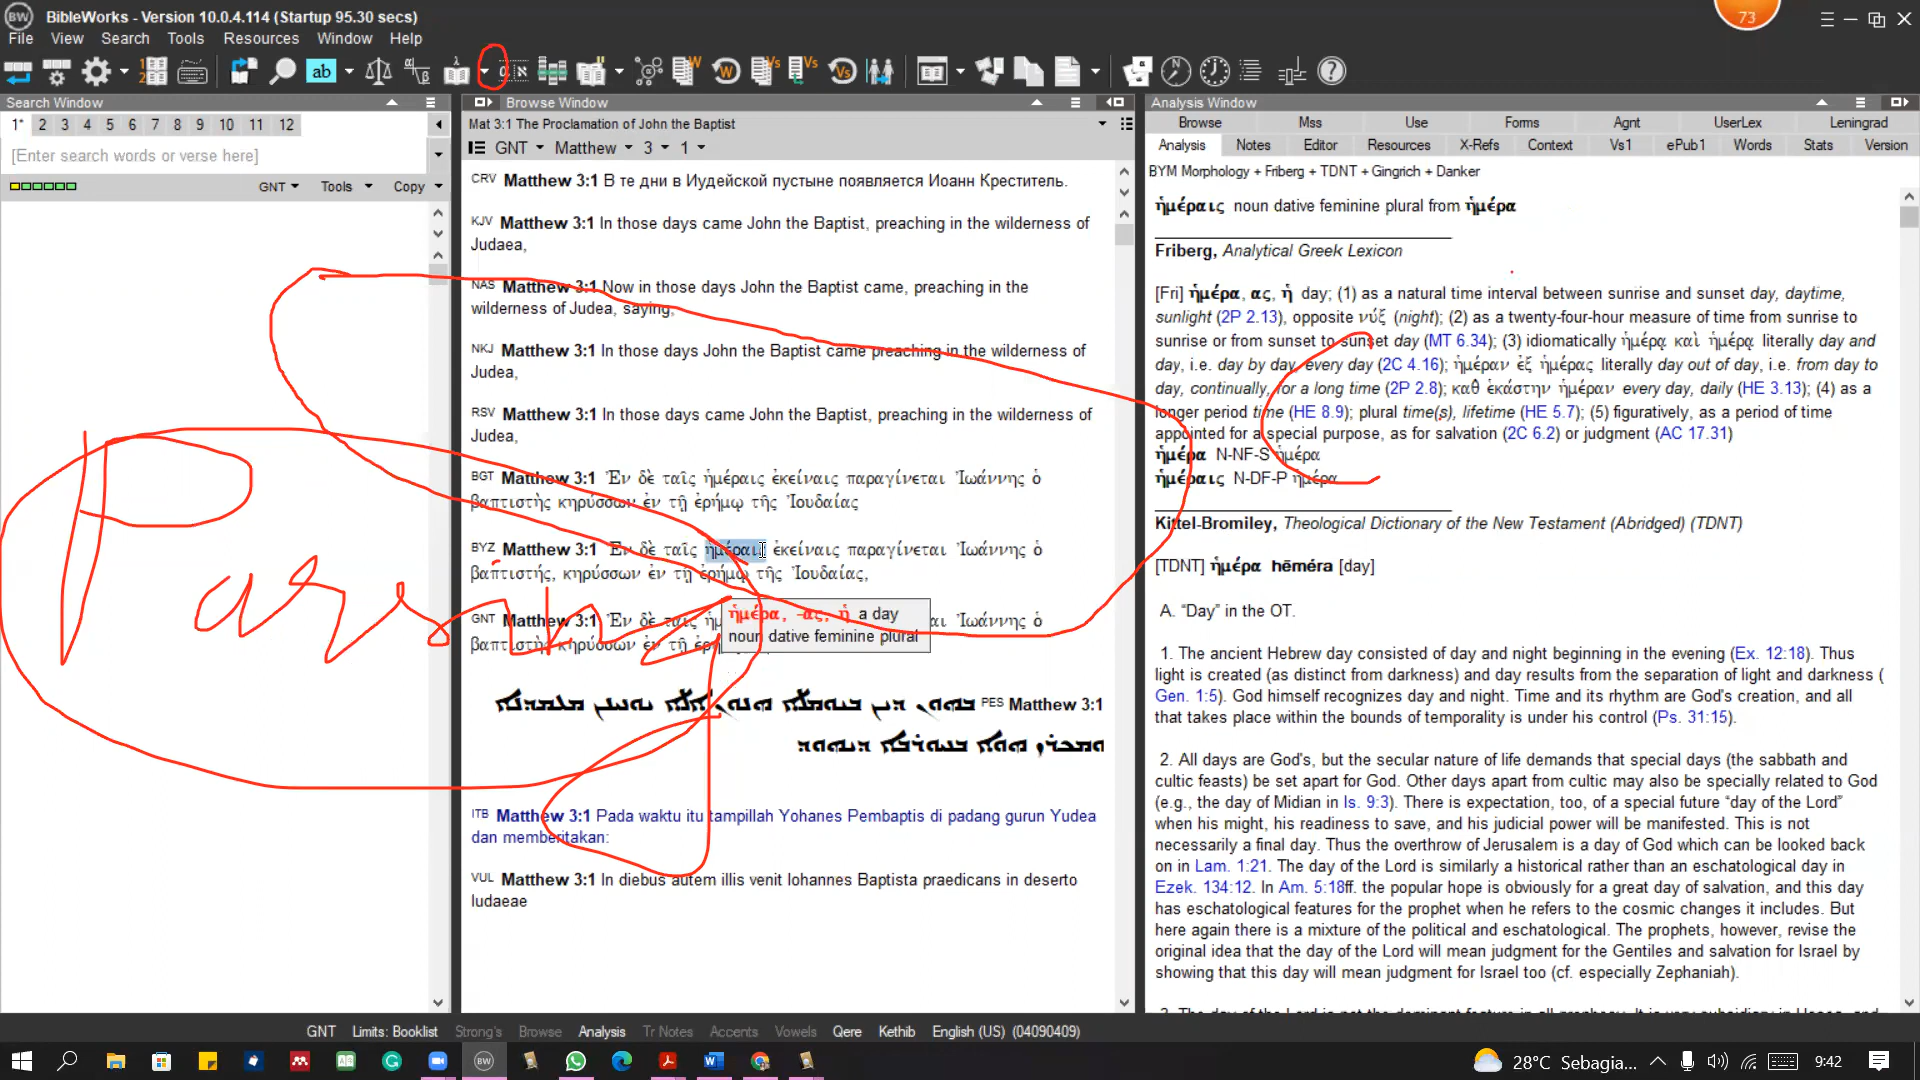 BibleWorks - Version 10.0.4.114 (Startup 95.30 secs)
73
File View Search Tools Resources Window Help
Search Window
1* 2 3 4 5 6 7 8 9 10 11 12
[Enter search words or verse here]
GNT Tools Copy
Browse Window
Mat 3:1 The Proclamation of John the Baptist
GNT Matthew 3 1
CRV Matthew 3:1 В те дни в Иудейской пустыне появляется Иоанн Креститель.
KJV Matthew 3:1 In those days came John the Baptist, preaching in the wilderness of
Judaea,
NAS Matthew 3:1 Now in those days John the Baptist came, preaching in the
wilderness of Judea, saying,
NKJ Matthew 3:1 In those days John the Baptist came preaching in the wilderness of
Judea,
RSV Matthew 3:1 In those days came John the Baptist, preaching in the wilderness of
Judea,
BGT Matthew 3:1 Ἐν δὲ ταῖς ἡμέραις ἐκείναις παραγίνεται Ἰωάννης ὁ
βαπτιστὴς κηρύσσων ἐν τῇ ἐρήμῳ τῆς Ἰουδαίας
BYZ Matthew 3:1 Ἐν δὲ ταῖς ἡμέραις ἐκείναις παραγίνεται Ἰωάννης ὁ
βαπτιστής, κηρύσσων ἐν τῇ ἐρήμῳ τῆς Ἰουδαίας,
GNT Matthew 3:1 Ἐν δὲ ταῖς Ἰωάννης ὁ
βαπτιστὴς κηρύσσων ἐν τῇ
ἡμέρα, -ας, ἡ a day
noun dative feminine plural
PES Matthew 3:1
ITB Matthew 3:1 Pada waktu itu tampillah Yohanes Pembaptis di padang gurun Yudea
dan memberitakan:
VUL Matthew 3:1 In diebus autem illis venit Iohannes Baptista praedicans in deserto
Iudaeae
Analysis Window
Browse Mss Use Forms Agnt UserLex Leningrad
Analysis Notes Editor Resources X-Refs Context Vs1 ePub1 Words Stats Version
BYM Morphology + Friberg + TDNT + Gingrich + Danker
ἡμέραις noun dative feminine plural from ἡμέρα
Friberg, Analytical Greek Lexicon
[Fri] ἡμέρα, ας, ἡ day; (1) as a natural time interval between sunrise and sunset day, daytime,
sunlight (2P 2.13), opposite νύξ (night); (2) as a twenty-four-hour measure of time from sunrise to
sunrise or from sunset to sunset day (MT 6.34); (3) idiomatically ἡμέρᾳ καὶ ἡμέρᾳ literally day and
day, i.e. day by day, every day (2C 4.16); ἡμέραν ἐξ ἡμέρας literally day out of day, i.e. from day to
day, continually, for a long time (2P 2.8); καθ ἑκάστην ἡμέραν every day, daily (HE 3.13); (4) as a
longer period time (HE 8.9); plural time(s), lifetime (HE 5.7); (5) figuratively, as a period of time
appointed for a special purpose, as for salvation (2C 6.2) or judgment (AC 17.31)
ἡμέρα N-NF-S ἡμέρα
ἡμέραις N-DF-P ἡμέρα
Kittel-Bromiley, Theological Dictionary of the New Testament (Abridged) (TDNT)
[TDNT] ἡμέρα hēméra [day]
A. “Day” in the OT.
1. The ancient Hebrew day consisted of day and night beginning in the evening (Ex. 12:18). Thus
light is created (as distinct from darkness) and day results from the separation of light and darkness (
Gen. 1:5). God himself recognizes day and night. Time and its rhythm are God's creation, and all
that takes place within the bounds of temporality is under his control (Ps. 31:15).
2. All days are God's, but the secular nature of life demands that special days (the sabbath and
cultic feasts) be set apart for God. Other days apart from cultic may also be specially related to God
(e.g., the day of Midian in Is. 9:3). There is expectation, too, of a special future “day of the Lord”
when his might, his readiness to save, and his judicial power will be manifested. This is not
necessarily a final day. Thus the overthrow of Jerusalem is a day of God which can be looked back
on in Lam. 1:21. The day of the Lord is similarly a historical rather than an eschatological day in
Ezek. 134:12. In Am. 5:18ff. the popular hope is obviously for a great day of salvation, and this day
has eschatological features for the prophet when he refers to the cosmic changes it includes. But
here again there is a mixture of the political and eschatological. The prophets, however, revise the
original idea that the day of the Lord will mean judgment for the Gentiles and salvation for Israel by
showing that this day will mean judgment for Israel too (cf. especially Zephaniah).
GNT Limits: Booklist Strong's Browse Analysis Tr Notes Accents Vowels Qere Kethib English (US) (04090409)
28°C Sebagia... 9:42